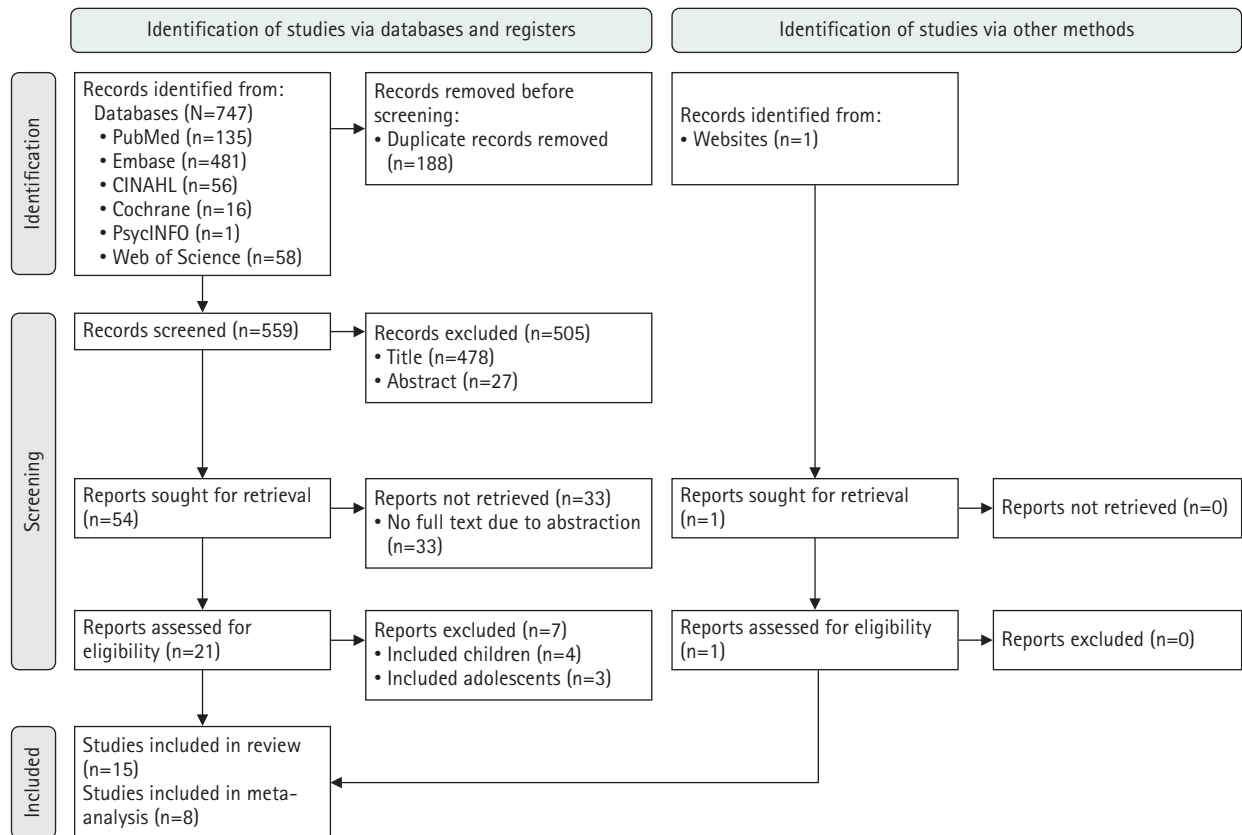 Identification of studies via databases and registers
Identification of studies via other methods
Identification
Records identified from:
Databases (N=747)
• PubMed (n=135)
• Embase (n=481)
• CINAHL (n=56)
• Cochrane (n=16)
• PsycINFO (n=1)
• Web of Science (n=58)
Records removed before
screening:
• Duplicate records removed
(n=188)
Records identified from:
• Websites (n=1)
Screening
Records screened (n=559)
Records excluded (n=505)
• Title (n=478)
• Abstract (n=27)
Reports sought for retrieval
(n=54)
Reports not retrieved (n=33)
• No full text due to abstraction
(n=33)
Reports sought for retrieval
(n=1)
Reports not retrieved (n=0)
Reports assessed for
eligibility (n=21)
Reports excluded (n=7)
• Included children (n=4)
• Included adolescents (n=3)
Reports assessed for eligibility
(n=1)
Reports excluded (n=0)
Included
Studies included in review
(n=15)
Studies included in meta-
analysis (n=8)